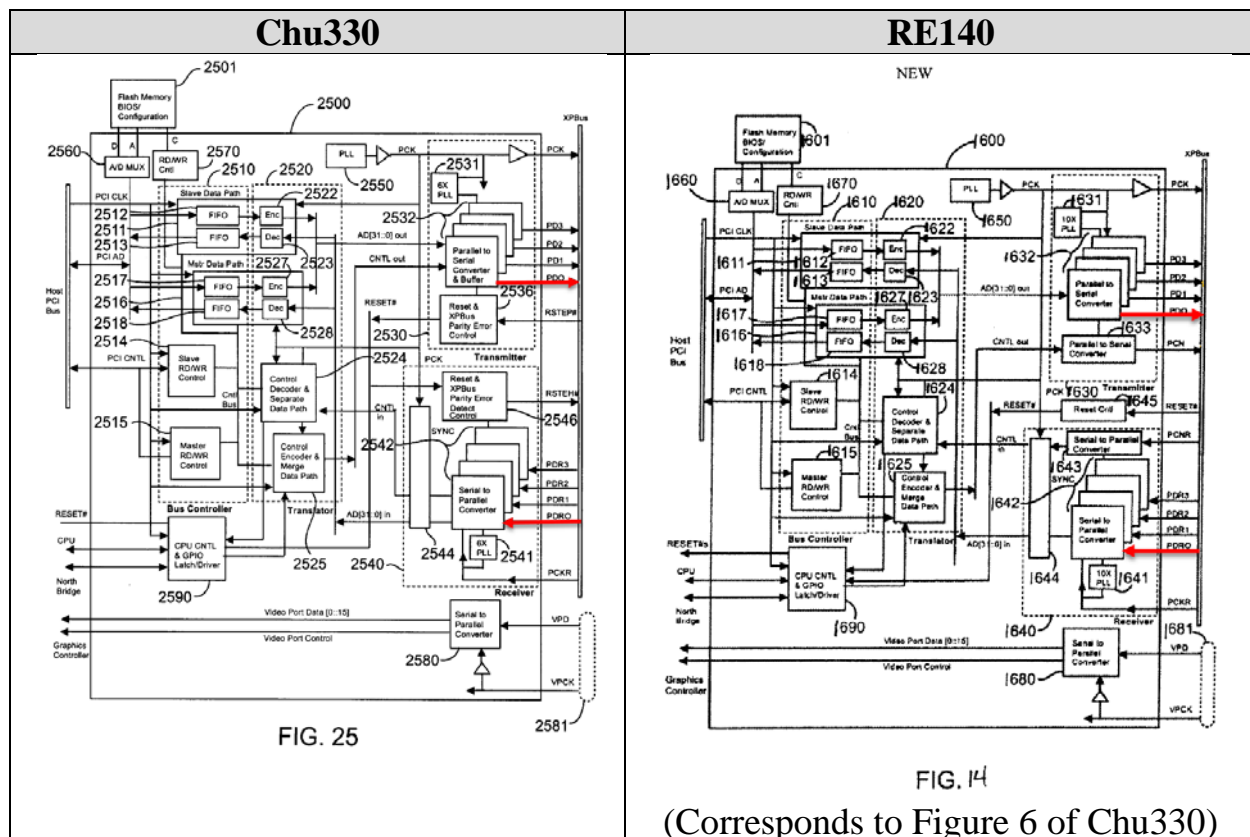 Chu330
RE140
2501
Flash Memory
BIOS/
Configuration
2500
XPBus
D
A
C
2560
A/D MUX
2570
RD/WR
Cntl
2510
2520
2522
PLL
2550
PCK
2531
PCK
6X
PLL
PCI CLK
Slave Data Path
2512
2511
2513
FIFO
Enc
FIFO
Dec
2523
2532
AD[31::0] out
Parallel to
Serial
Converter
& Buffer
PD3
PD2
PD1
PD0
PCI AD
Mstr Data Path
2527
CNTL out
2517
2516
2518
FIFO
Enc
FIFO
Dec
2528
Host
PCI
Bus
RESET#
2536
Reset &
XPBus
Parity Error
Control
RSTEP#
2530
Transmitter
2514
2524
PCI CNTL
Slave
RD/WR
Control
PCK
Control
Decoder &
Separate
Data Path
Reset &
XPBus
Parity Error
Detect
Control
RSTEH#
2546
Cntl
Bus
CNTL
in
2515
2542
SYNC
Master
RD/WR
Control
Control
Encoder &
Merge
Data Path
PDR3
PDR2
PDR1
PDRO
Serial to
Parallel
Converter
Bus Controller
Translator
AD[31::0] in
RESET#
2544
6X
PLL
2541
CPU
CPU CNTL
& GPIO
Latch/Driver
2525
2540
PCKR
Receiver
North
Bridge
2590
Video Port Data [0::15]
Serial to
Parallel
Converter
VPD
Video Port Control
2580
Graphics
Controller
VPCK
2581
FIG. 25
NEW
1601
Flash Memory
BIOS/
Configuration
1600
XPBus
D
A
C
1660
A/D MUX
1670
RD/WR
Cntl
1610
1620
PLL
1650
PCK
1631
PCK
10X
PLL
PCI CLK
Slave Data Path
1622
1611
1612
1613
FIFO
Enc
FIFO
Dec
1632
PCI AD
Mstr Data Path
1627
1623
AD[31::0] out
Parallel to
Serial
Converter
PD3
PD2
PD1
PD0
1617
1616
FIFO
Enc
FIFO
Dec
1633
Host
PCI
Bus
1618
1628
CNTL out
Parallel to Serial
Converter
PCN
1614
1624
PCK
Transmitter
PCI CNTL
Slave
RD/WR
Control
1630
1645
RESET#
Reset Cntl
RESET#
Control
Decoder &
Separate
Data Path
Cntl
Bus
CNTL
in
Serial to Parallel
Converter
PCNR
1615
1625
1643
SYNC
Master
RD/WR
Control
Control
Encoder &
Merge
Data Path
1642
PDR3
PDR2
PDR1
PDRO
Serial to
Parallel
Converter
Bus Controller
Translator
AD[31::0] in
CPU
CPU CNTL
& GPIO
Latch/Driver
1644
10X
PLL
1641
PCKR
North
Bridge
1690
1640
Receiver
Video Port Data [0::15]
Serial to
Parallel
Converter
1681
VPD
Video Port Control
1680
Graphics
Controller
VPCK
FIG. 14
(Corresponds to Figure 6 of Chu330)